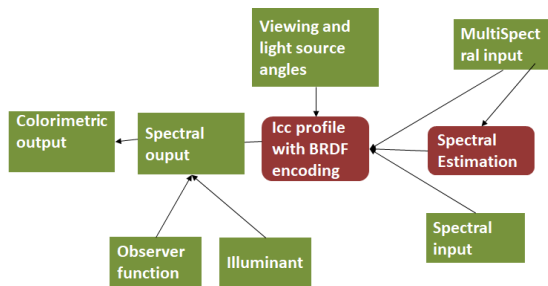 Viewing and
light source
angles
MultiSpect
ral input
Colorimetric
output
Spectral
ouput
Icc profile
with BRDF
encoding
Spectral
Estimation
Spectral
input
Observer
function
Illuminant